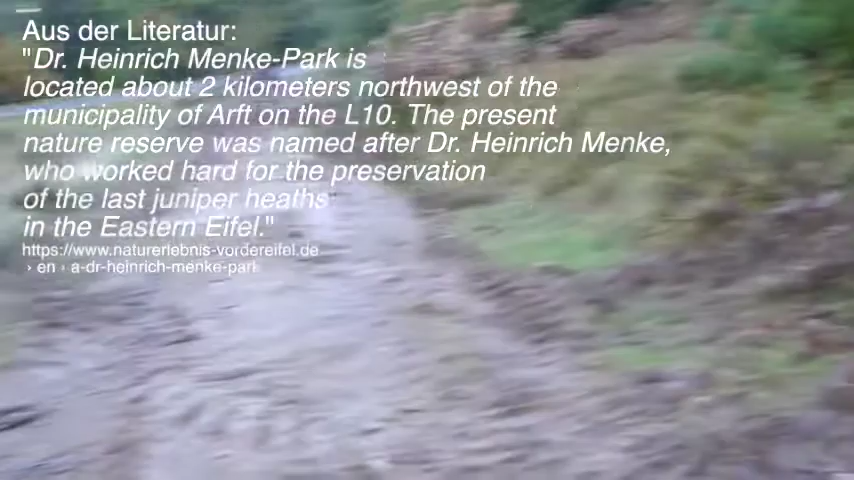 Aus der Literatur:
"Dr. Heinrich Menke-Park is
located about 2 kilometers northwest of the
municipality of Arft on the L10. The present
nature reserve was named after Dr. Heinrich Menke,
who worked hard for the preservation
of the last juniper heaths
in the Eastern Eifel."
https://www.naturerlebnis-vordereifel.de
› en › a-dr-heinrich-menke-park